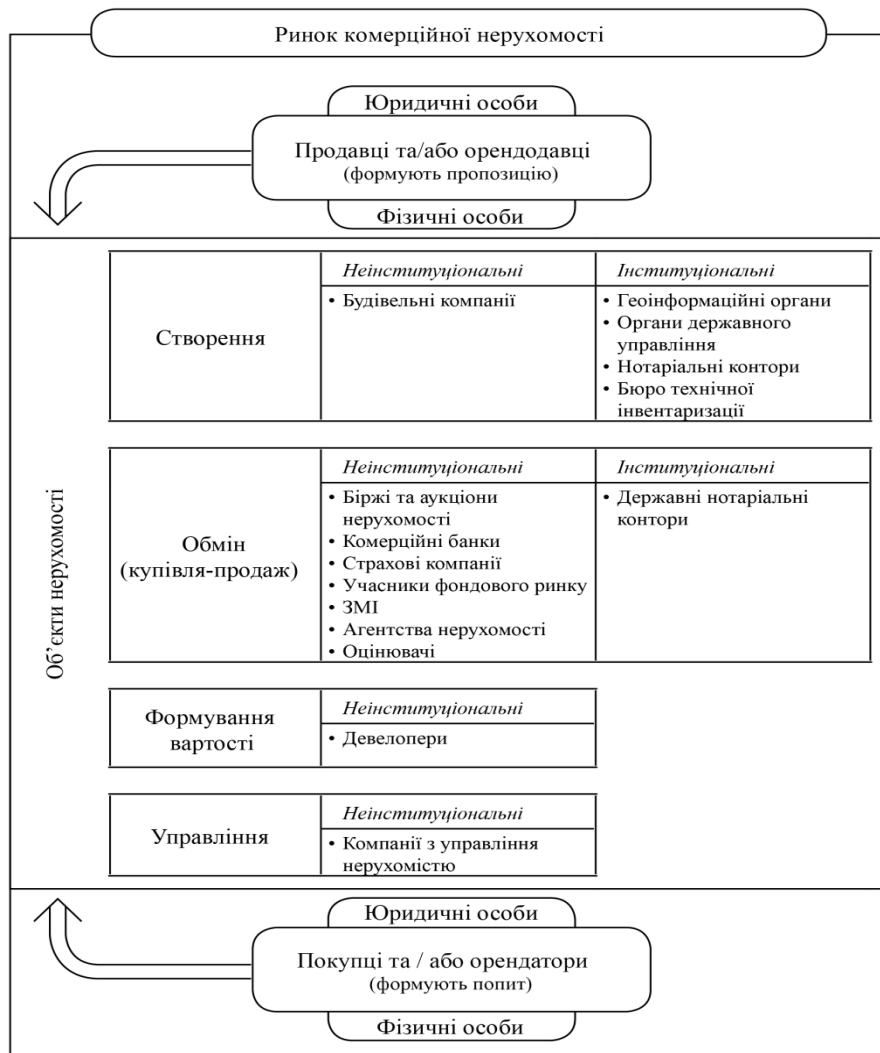 Ринок комерційної нерухомості
Юридичні особи
Продавці та/або орендодавці
(формують пропозицію)
Фізичні особи
Об’єкти нерухомості
Створення
Неінституціональні
• Будівельні компанії
Інституціональні
• Геоінформаційні органи
• Органи державного
управління
• Нотаріальні контори
• Бюро технічної
інвентаризації
Обмін
(купівля-продаж)
Неінституціональні
• Біржі та аукціони
нерухомості
• Комерційні банки
• Страхові компанії
• Учасники фондового ринку
• ЗМІ
• Агентства нерухомості
• Оцінювачі
Інституціональні
• Державні нотаріальні
контори
Формування
вартості
Неінституціональні
• Девелопери
Управління
Неінституціональні
• Компанії з управління
нерухомістю
Юридичні особи
Покупці та / або орендатори
(формують попит)
Фізичні особи